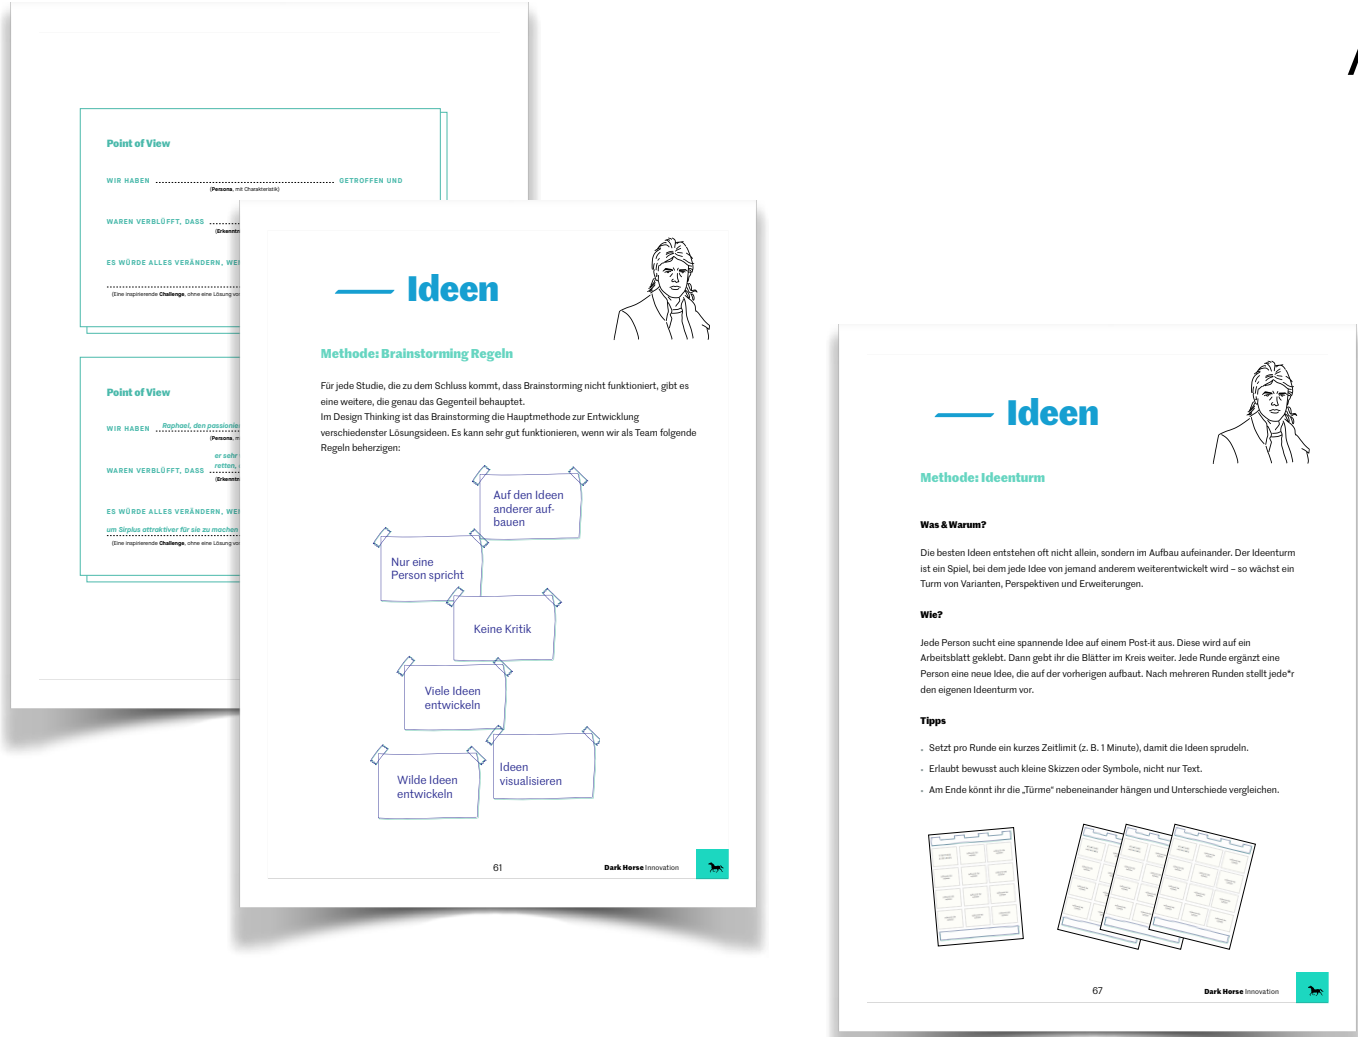 Point of View
WIR HABEN GETROFFEN UND
(Persona, mit Charakteristik)
WAREN VERBLÜFFT, DASS
ES WÜRDE ALLES VERÄNDERN,
Point of View
WIR HABEN Raphael, den
(Persona,
er sehr
retten,
WAREN VERBLÜFFT, DASS
ES WÜRDE ALLES VERÄNDERN,
um Sirplus attraktiver für sie zu machen
(Eine inspirierende Challenge, ohne eine Lösung
Ideen
Methode: Brainstorming Regeln
Für jede Studie, die zu dem Schluss kommt, dass Brainstorming nicht funktioniert, gibt es
eine weitere, die genau das Gegenteil behauptet.
Im Design Thinking ist das Brainstorming die Hauptmethode zur Entwicklung
verschiedenster Lösungsideen. Es kann sehr gut funktionieren, wenn wir als Team folgende
Regeln beherzigen:
Auf den Ideen
anderer auf-
bauen
Nur eine
Person spricht
Keine Kritik
Viele Ideen
entwickeln
Ideen
visualisieren
Wilde Ideen
entwickeln
61
Dark Horse Innovation
Ideen
Methode: Ideenturm
Was & Warum?
Die besten Ideen entstehen oft nicht allein, sondern im Aufbau aufeinander. Der Ideenturm
ist ein Spiel, bei dem jede Idee von jemand anderem weiterentwickelt wird – so wächst ein
Turm von Varianten, Perspektiven und Erweiterungen.
Wie?
Jede Person sucht eine spannende Idee auf einem Post-it aus. Diese wird auf ein
Arbeitsblatt geklebt. Dann gebt ihr die Blätter im Kreis weiter. Jede Runde ergänzt eine
Person eine neue Idee, die auf der vorherigen aufbaut. Nach mehreren Runden stellt jede*r
den eigenen Ideenturm vor.
Tipps
Setzt pro Runde ein kurzes Zeitlimit (z. B. 1 Minute), damit die Ideen sprudeln.
Erlaubt bewusst auch kleine Skizzen oder Symbole, nicht nur Text.
Am Ende könnt ihr die „Türme“ nebeneinander hängen und Unterschiede vergleichen.
67
Dark Horse Innovation